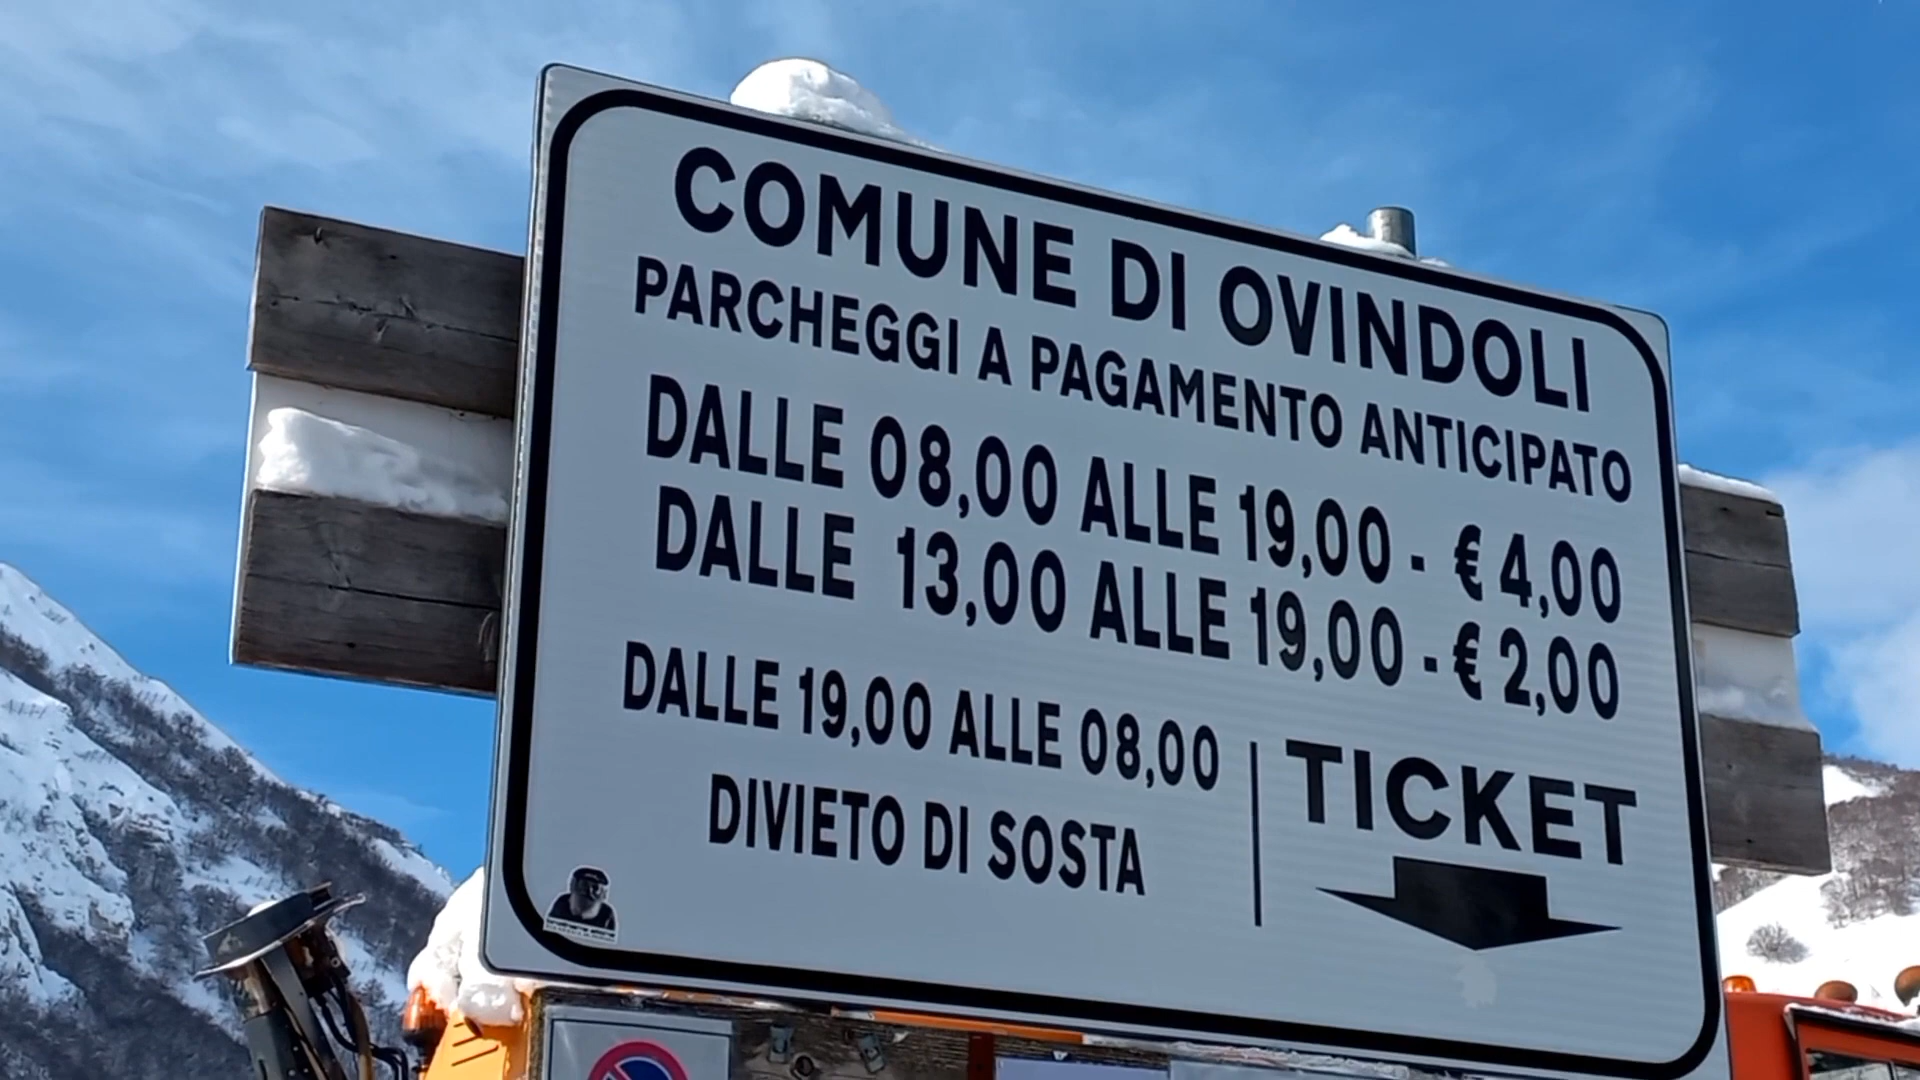 COMUNE DI OVINDOLI
PARCHEGGI A PAGAMENTO ANTICIPATO
DALLE 08,00 ALLE 19,00 - € 4,00
DALLE 13,00 ALLE 19,00 - € 2,00
DALLE 19,00 ALLE 08,00
DIVIETO DI SOSTA
TICKET